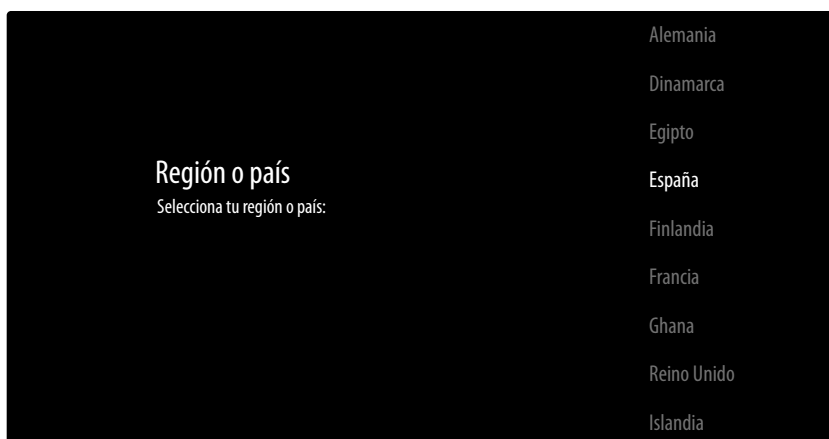 Región o país
Selecciona tu región o país:
Alemania
Dinamarca
Egipto
España
Finlandia
Francia
Ghana
Reino Unido
Islandia